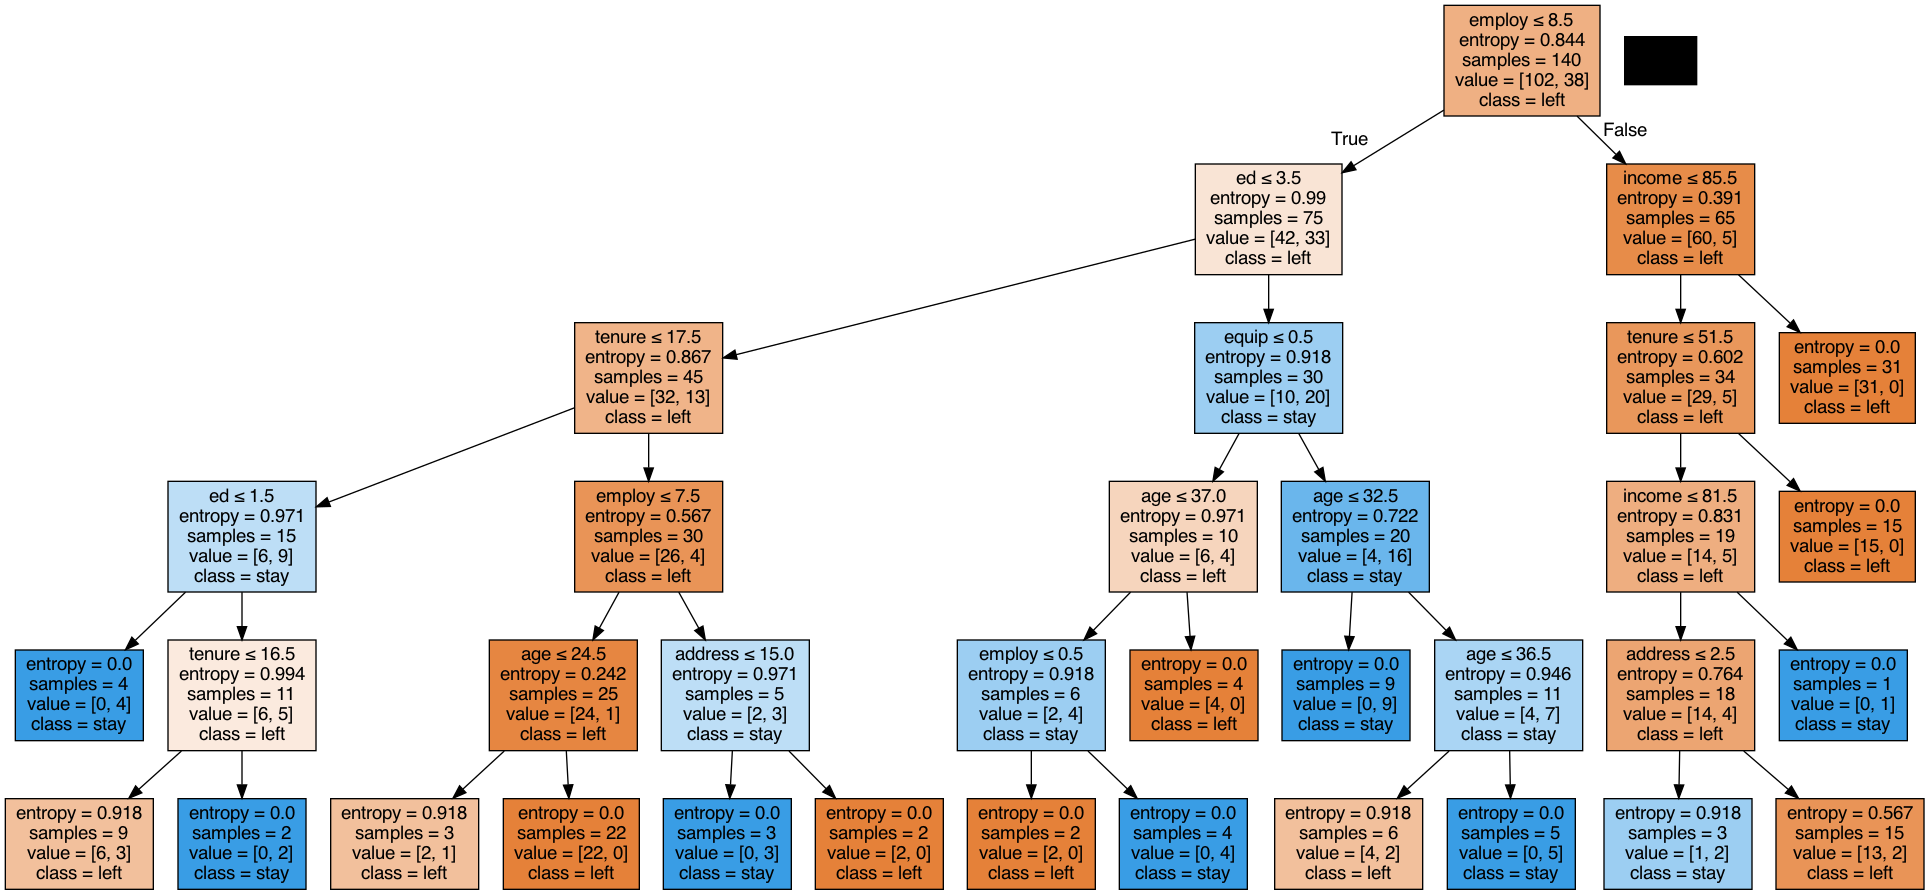 employ ≤ 8.5
entropy = 0.844
samples = 140
value = [102, 38]
class = left
True
False
ed ≤ 3.5
entropy = 0.99
samples = 75
value = [42, 33]
class = left
income ≤ 85.5
entropy = 0.391
samples = 65
value = [60, 5]
class = left
tenure ≤ 17.5
entropy = 0.867
samples = 45
value = [32, 13]
class = left
equip ≤ 0.5
entropy = 0.918
samples = 30
value = [10, 20]
class = stay
tenure ≤ 51.5
entropy = 0.602
samples = 34
value = [29, 5]
class = left
entropy = 0.0
samples = 31
value = [31, 0]
class = left
ed ≤ 1.5
entropy = 0.971
samples = 15
value = [6, 9]
class = stay
employ ≤ 7.5
entropy = 0.567
samples = 30
value = [26, 4]
class = left
age ≤ 37.0
entropy = 0.971
samples = 10
value = [6, 4]
class = left
age ≤ 32.5
entropy = 0.722
samples = 20
value = [4, 16]
class = stay
income ≤ 81.5
entropy = 0.831
samples = 19
value = [14, 5]
class = left
entropy = 0.0
samples = 15
value = [15, 0]
class = left
entropy = 0.0
samples = 4
value = [0, 4]
class = stay
tenure ≤ 16.5
entropy = 0.994
samples = 11
value = [6, 5]
class = left
age ≤ 24.5
entropy = 0.242
samples = 25
value = [24, 1]
class = left
address ≤ 15.0
entropy = 0.971
samples = 5
value = [2, 3]
class = stay
employ ≤ 0.5
entropy = 0.918
samples = 6
value = [2, 4]
class = stay
entropy = 0.0
samples = 4
value = [4, 0]
class = left
entropy = 0.0
samples = 9
value = [0, 9]
class = stay
age ≤ 36.5
entropy = 0.946
samples = 11
value = [4, 7]
class = stay
address ≤ 2.5
entropy = 0.764
samples = 18
value = [14, 4]
class = left
entropy = 0.0
samples = 1
value = [0, 1]
class = stay
entropy = 0.918
samples = 9
value = [6, 3]
class = left
entropy = 0.0
samples = 2
value = [0, 2]
class = stay
entropy = 0.918
samples = 3
value = [2, 1]
class = left
entropy = 0.0
samples = 22
value = [22, 0]
class = left
entropy = 0.0
samples = 3
value = [0, 3]
class = stay
entropy = 0.0
samples = 2
value = [2, 0]
class = left
entropy = 0.0
samples = 2
value = [2, 0]
class = left
entropy = 0.0
samples = 4
value = [0, 4]
class = stay
entropy = 0.918
samples = 6
value = [4, 2]
class = left
entropy = 0.0
samples = 5
value = [0, 5]
class = stay
entropy = 0.918
samples = 3
value = [1, 2]
class = stay
entropy = 0.567
samples = 15
value = [13, 2]
class = left